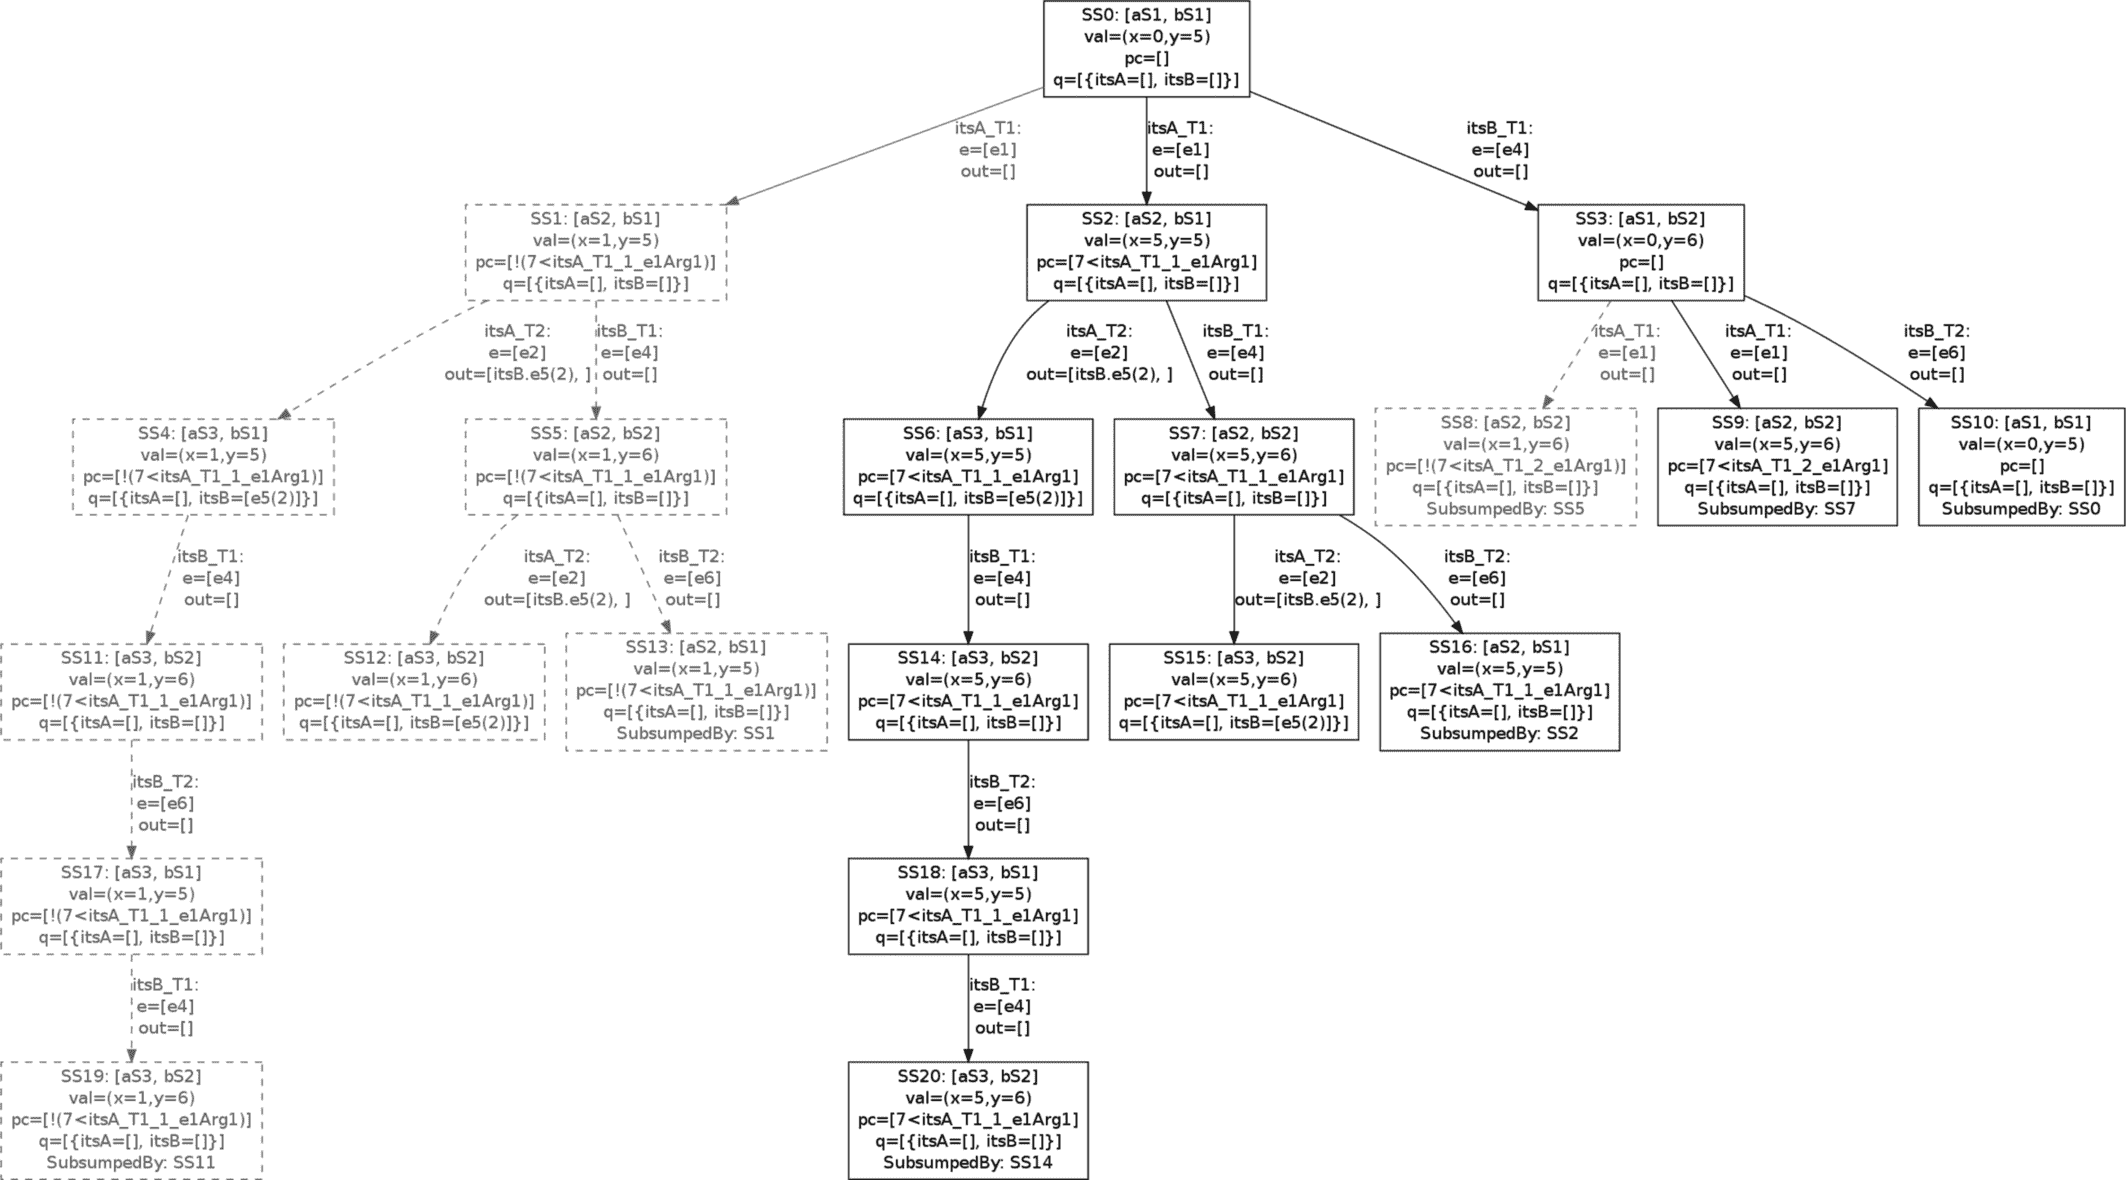 SS0: [aS1, bS1]
val=(x=0,y=5)
pc=[]
q=[{itsA=[], itsB=[]}]
itsA_T1:
e=[e1]
out=[]
itsA_T1:
e=[e1]
out=[]
itsB_T1:
e=[e4]
out=[]
SS1: [aS2, bS1]
val=(x=1,y=5)
pc=[!(7<itsA_T1_1_e1Arg1)]
q=[{itsA=[], itsB=[]}]
SS2: [aS2, bS1]
val=(x=5,y=5)
pc=[7<itsA_T1_1_e1Arg1]
q=[{itsA=[], itsB=[]}]
SS3: [aS1, bS2]
val=(x=0,y=6)
pc=[]
q=[{itsA=[], itsB=[]}]
itsA_T2:
e=[e2]
out=[itsB.e5(2), ]
itsB_T1:
e=[e4]
out=[]
itsA_T2:
e=[e2]
out=[itsB.e5(2), ]
itsB_T1:
e=[e4]
out=[]
itsA_T1:
e=[e1]
out=[]
itsA_T1:
e=[e1]
out=[]
itsB_T2:
e=[e6]
out=[]
SS4: [aS3, bS1]
val=(x=1,y=5)
pc=[!(7<itsA_T1_1_e1Arg1)]
q=[{itsA=[], itsB=[e5(2)]}]
SS5: [aS2, bS2]
val=(x=1,y=6)
pc=[!(7<itsA_T1_1_e1Arg1)]
q=[{itsA=[], itsB=[]}]
SS6: [aS3, bS1]
val=(x=5,y=5)
pc=[7<itsA_T1_1_e1Arg1]
q=[{itsA=[], itsB=[e5(2)]}]
SS7: [aS2, bS2]
val=(x=5,y=6)
pc=[7<itsA_T1_1_e1Arg1]
q=[{itsA=[], itsB=[]}]
SS8: [aS2, bS2]
val=(x=1,y=6)
pc=[!(7<itsA_T1_2_e1Arg1)]
q=[{itsA=[], itsB=[]}]
SubsumpedBy: SS5
SS9: [aS2, bS2]
val=(x=5,y=6)
pc=[7<itsA_T1_2_e1Arg1]
q=[{itsA=[], itsB=[]}]
SubsumpedBy: SS7
SS10: [aS1, bS1]
val=(x=0,y=5)
pc=[]
q=[{itsA=[], itsB=[]}]
SubsumpedBy: SS0
itsB_T1:
e=[e4]
out=[]
itsA_T2:
e=[e2]
out=[itsB.e5(2), ]
itsB_T2:
e=[e6]
out=[]
itsB_T1:
e=[e4]
out=[]
itsA_T2:
e=[e2]
out=[itsB.e5(2), ]
itsB_T2:
e=[e6]
out=[]
SS11: [aS3, bS2]
val=(x=1,y=6)
pc=[!(7<itsA_T1_1_e1Arg1)]
q=[{itsA=[], itsB=[]}]
SS12: [aS3, bS2]
val=(x=1,y=6)
pc=[!(7<itsA_T1_1_e1Arg1)]
q=[{itsA=[], itsB=[e5(2)]}]
SS13: [aS2, bS1]
val=(x=1,y=5)
pc=[!(7<itsA_T1_1_e1Arg1)]
q=[{itsA=[], itsB=[]}]
SubsumpedBy: SS1
SS14: [aS3, bS2]
val=(x=5,y=6)
pc=[7<itsA_T1_1_e1Arg1]
q=[{itsA=[], itsB=[]}]
SS15: [aS3, bS2]
val=(x=5,y=6)
pc=[7<itsA_T1_1_e1Arg1]
q=[{itsA=[], itsB=[e5(2)]}]
SS16: [aS2, bS1]
val=(x=5,y=5)
pc=[7<itsA_T1_1_e1Arg1]
q=[{itsA=[], itsB=[]}]
SubsumpedBy: SS2
itsB_T2:
e=[e6]
out=[]
itsB_T2:
e=[e6]
out=[]
SS17: [aS3, bS1]
val=(x=1,y=5)
pc=[!(7<itsA_T1_1_e1Arg1)]
q=[{itsA=[], itsB=[]}]
SS18: [aS3, bS1]
val=(x=5,y=5)
pc=[7<itsA_T1_1_e1Arg1]
q=[{itsA=[], itsB=[]}]
itsB_T1:
e=[e4]
out=[]
itsB_T1:
e=[e4]
out=[]
SS19: [aS3, bS2]
val=(x=1,y=6)
pc=[!(7<itsA_T1_1_e1Arg1)]
q=[{itsA=[], itsB=[]}]
SubsumpedBy: SS11
SS20: [aS3, bS2]
val=(x=5,y=6)
pc=[7<itsA_T1_1_e1Arg1]
q=[{itsA=[], itsB=[]}]
SubsumpedBy: SS14